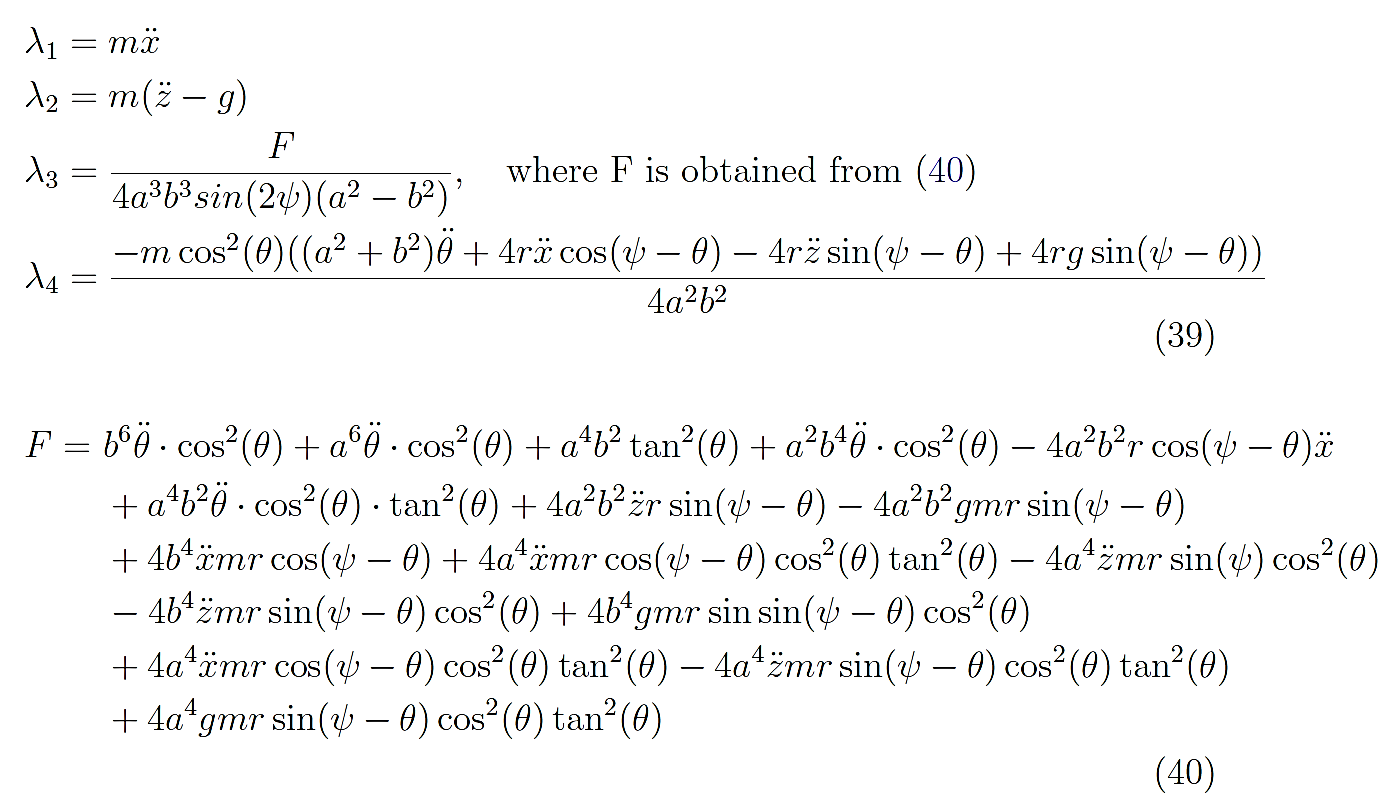 λ₁ = mẍ
λ₂ = m(z̈ − g)
λ₃ = F / (4a³b³sin(2ψ)(a² − b²)), where F is obtained from (40)
λ₄ = −m cos²(θ)((a² + b²)θ̈ + 4rẍ cos(ψ − θ) − 4rz̈ sin(ψ − θ) + 4rg sin(ψ − θ)) / (4a²b²)
(39)
F = b⁶θ̈ · cos²(θ) + a⁶θ̈ · cos²(θ) + a⁴b² tan²(θ) + a²b⁴θ̈ · cos²(θ) − 4a²b²r cos(ψ − θ)ẍ
+ a⁴b²θ̈ · cos²(θ) · tan²(θ) + 4a²b²z̈r sin(ψ − θ) − 4a²b²gmr sin(ψ − θ)
+ 4b⁴ẍmr cos(ψ − θ) + 4a⁴ẍmr cos(ψ − θ) cos²(θ) tan²(θ) − 4a⁴z̈mr sin(ψ) cos²(θ)
− 4b⁴z̈mr sin(ψ − θ) cos²(θ) + 4b⁴gmr sin sin(ψ − θ) cos²(θ)
+ 4a⁴ẍmr cos(ψ − θ) cos²(θ) tan²(θ) − 4a⁴z̈mr sin(ψ − θ) cos²(θ) tan²(θ)
+ 4a⁴gmr sin(ψ − θ) cos²(θ) tan²(θ)
(40)